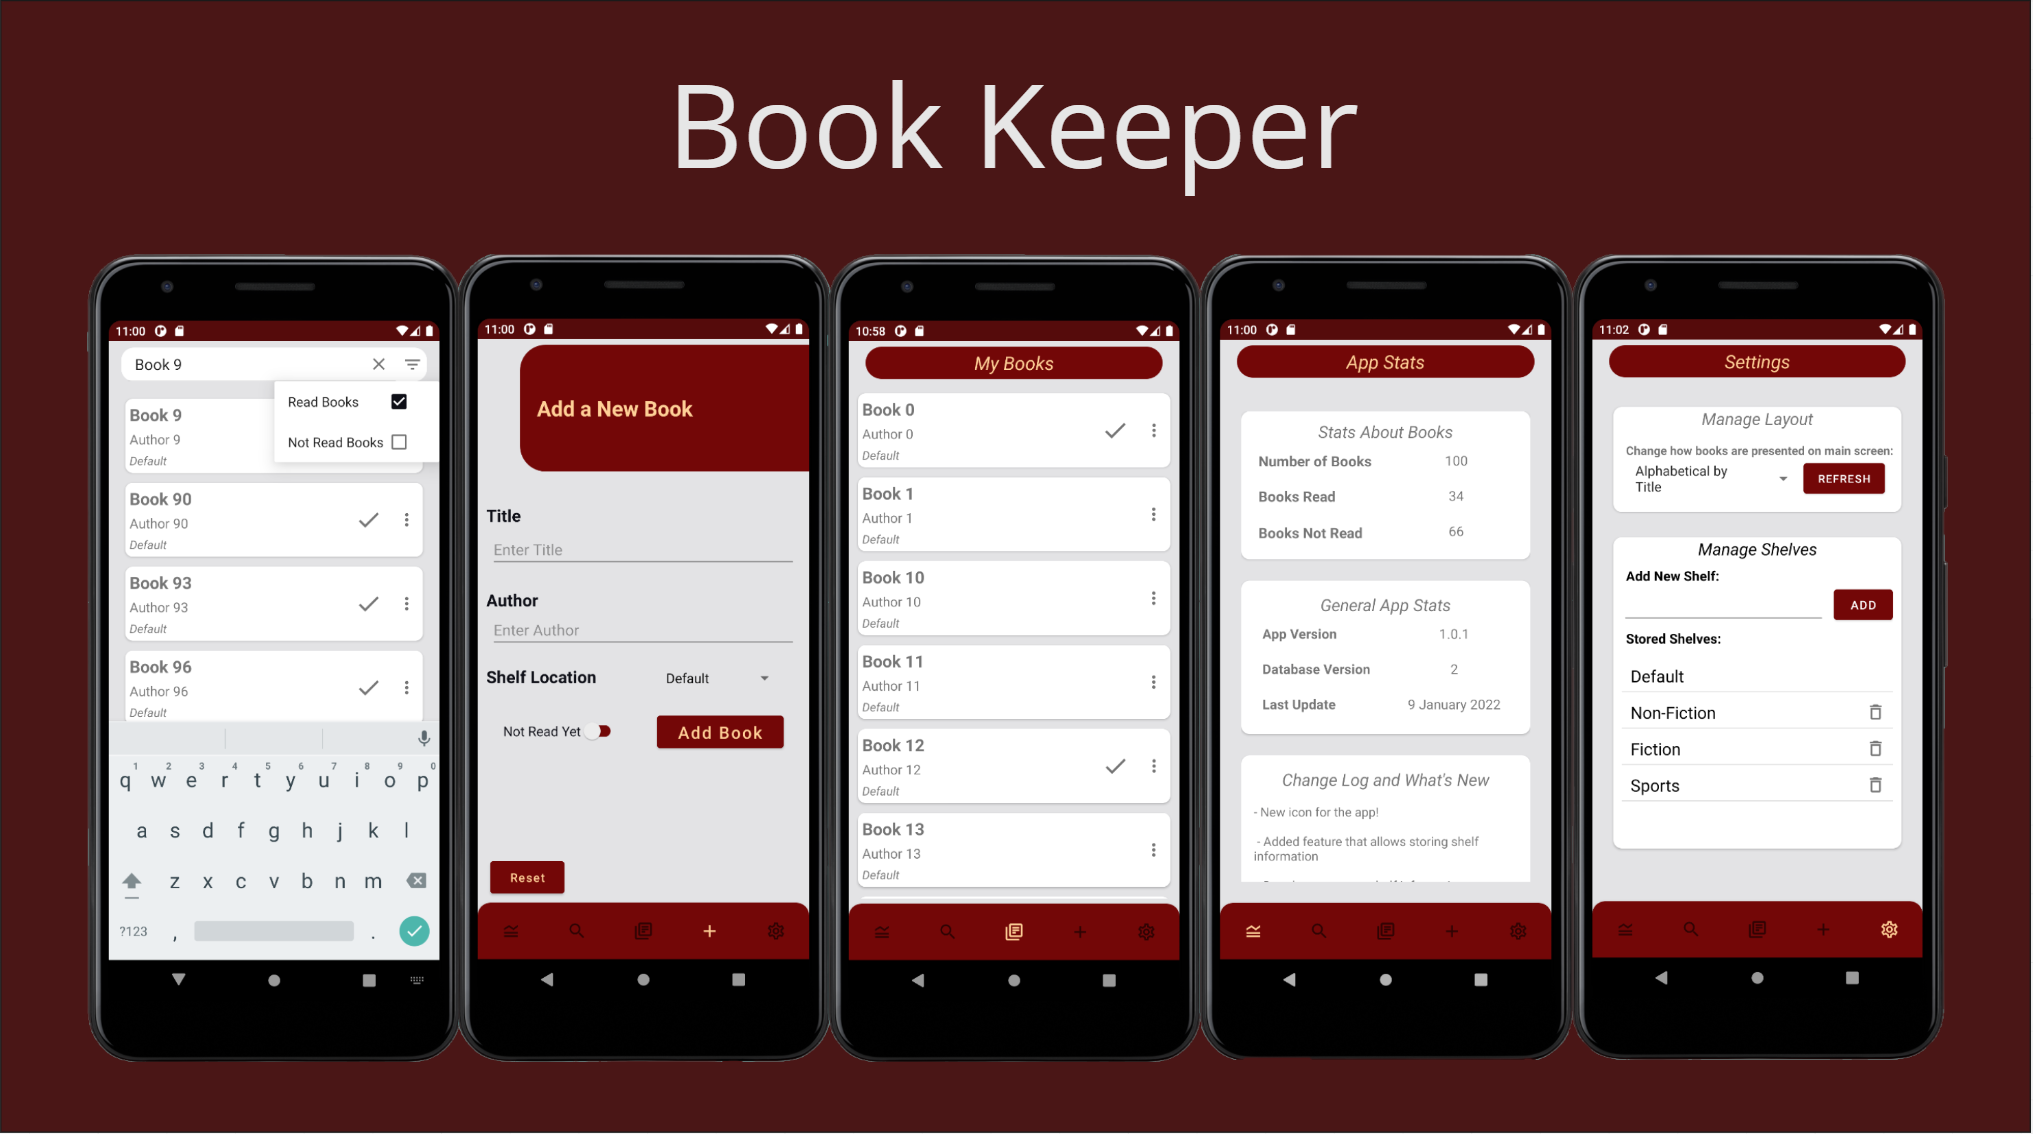 Book Keeper
11:00
Book 9
Read Books
Not Read Books
Book 9
Author 9
Default
Book 90
Author 90
Default
Book 93
Author 93
Default
Book 96
Author 96
Default
1 2 3 4 5 6 7 8 9 0
q w e r t y u i o p
a s d f g h j k l
z x c v b n m
?123 , .
11:00
Add a New Book
Title
Enter Title
Author
Enter Author
Shelf Location Default
Not Read Yet Add Book
Reset
10:58
My Books
Book 0
Author 0
Default
Book 1
Author 1
Default
Book 10
Author 10
Default
Book 11
Author 11
Default
Book 12
Author 12
Default
Book 13
Author 13
Default
11:00
App Stats
Stats About Books
Number of Books 100
Books Read 34
Books Not Read 66
General App Stats
App Version 1.0.1
Database Version 2
Last Update 9 January 2022
Change Log and What's New
- New icon for the app!
- Added feature that allows storing shelf
information
11:02
Settings
Manage Layout
Change how books are presented on main screen:
Alphabetical by
Title
REFRESH
Manage Shelves
Add New Shelf:
ADD
Stored Shelves:
Default
Non-Fiction
Fiction
Sports